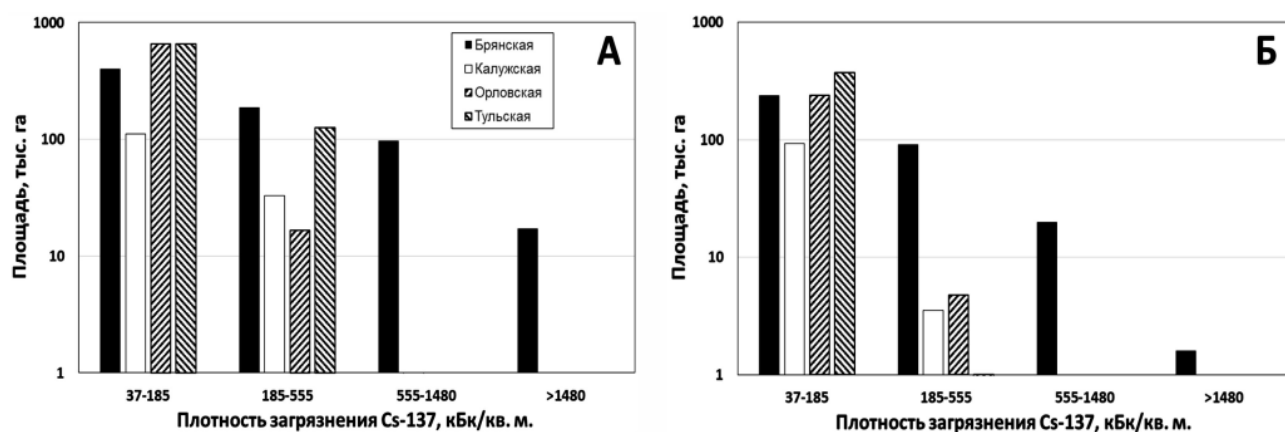 А
1000
100
10
1
Площадь, тыс. га
Брянская
Калужская
Орловская
Тульская
37-185
185-555
555-1480
>1480
Плотность загрязнения Cs-137, кБк/кв. м.
Б
1000
100
10
1
Площадь, тыс. га
37-185
185-555
555-1480
>1480
Плотность загрязнения Cs-137, кБк/кв. м.